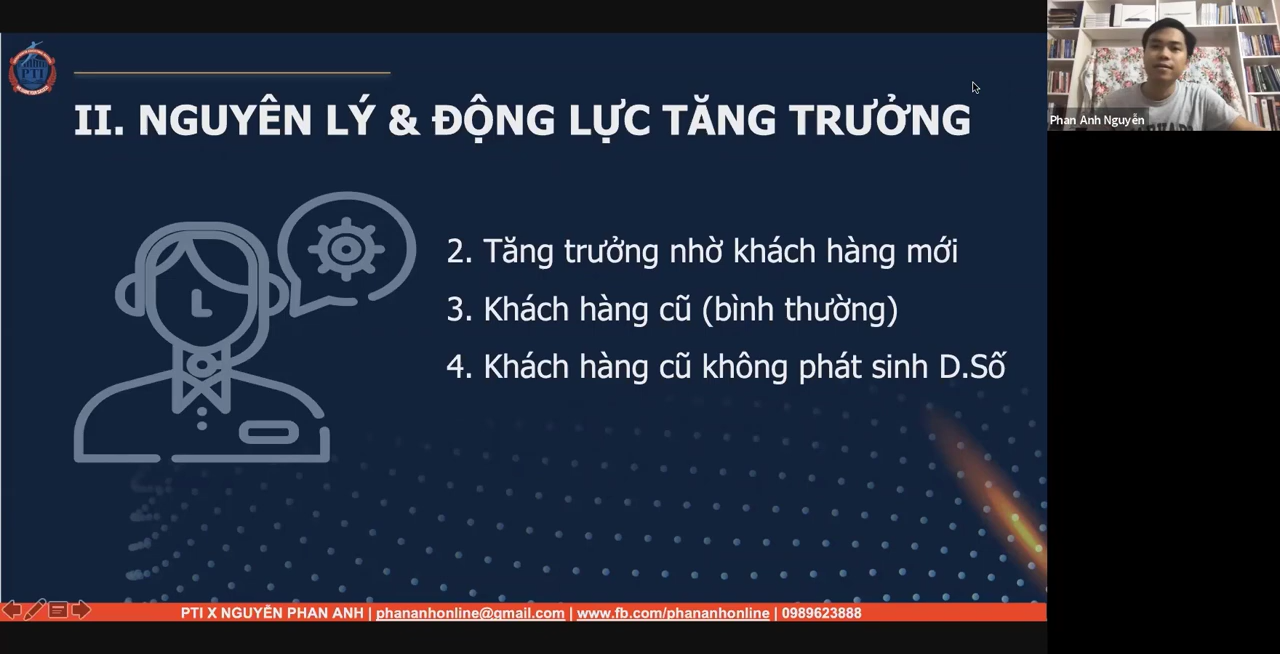 PTI
II. NGUYÊN LÝ & ĐỘNG LỰC TĂNG TRƯỞNG
Phan Anh Nguyễn
2. Tăng trưởng nhờ khách hàng mới
3. Khách hàng cũ (bình thường)
4. Khách hàng cũ không phát sinh D.Số
PTI X NGUYỄN PHAN ANH | phananhonline@gmail.com | www.fb.com/phananhonline | 0989623888